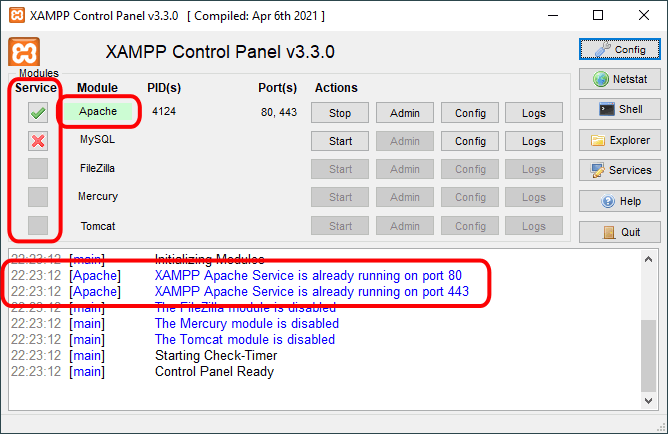 XAMPP Control Panel v3.3.0 [ Compiled: Apr 6th 2021 ]
XAMPP Control Panel v3.3.0
Config
Modules
Service Module PID(s) Port(s) Actions
Netstat
Apache 4124 80, 443 Stop Admin Config Logs
Shell
MySQL Start Admin Config Logs
Explorer
FileZilla Start Admin Config Logs
Services
Mercury Start Admin Config Logs
Help
Tomcat Start Admin Config Logs
Quit
22:23:12 [main] Initializing Modules
22:23:12 [Apache] XAMPP Apache Service is already running on port 80
22:23:12 [Apache] XAMPP Apache Service is already running on port 443
22:23:12 [main] The FileZilla module is disabled
22:23:12 [main] The Mercury module is disabled
22:23:12 [main] The Tomcat module is disabled
22:23:12 [main] Starting Check-Timer
22:23:12 [main] Control Panel Ready